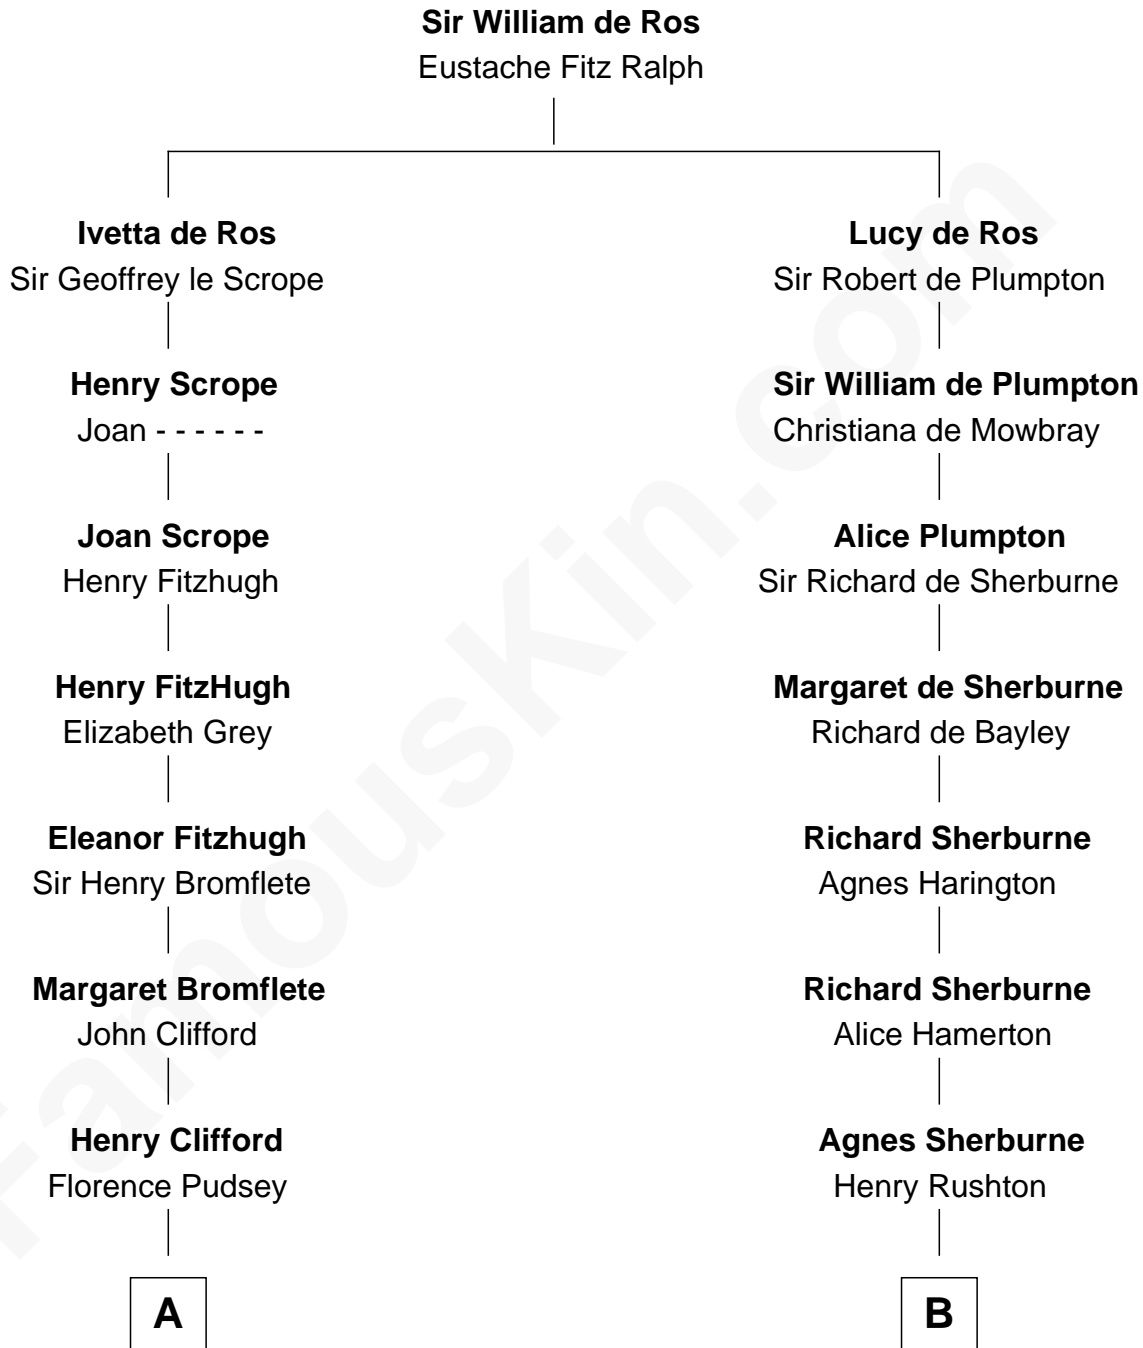 Sir William de Ros
Eustache Fitz Ralph
Ivetta de Ros
Sir Geoffrey le Scrope
Lucy de Ros
Sir Robert de Plumpton
Henry Scrope
Joan - - - - - -
Sir William de Plumpton
Christiana de Mowbray
Joan Scrope
Henry Fitzhugh
Alice Plumpton
Sir Richard de Sherburne
Henry FitzHugh
Elizabeth Grey
Margaret de Sherburne
Richard de Bayley
Eleanor Fitzhugh
Sir Henry Bromflete
Richard Sherburne
Agnes Harington
Margaret Bromflete
John Clifford
Richard Sherburne
Alice Hamerton
Henry Clifford
Florence Pudsey
Agnes Sherburne
Henry Rushton
A
B
FamousKin.com